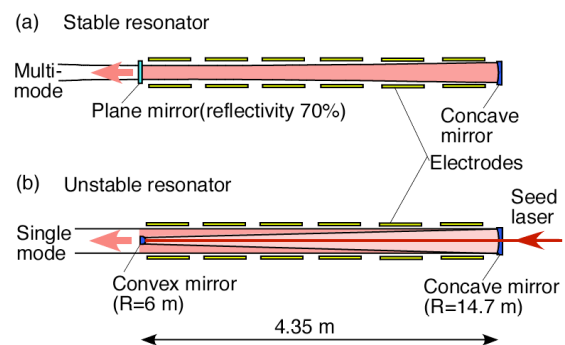 (a) Stable resonator
Multi-
mode
Plane mirror(reflectivity 70%)
Concave
mirror
Electrodes
(b) Unstable resonator
Seed
laser
Single
mode
Convex mirror
(R=6 m)
Concave mirror
(R=14.7 m)
4.35 m